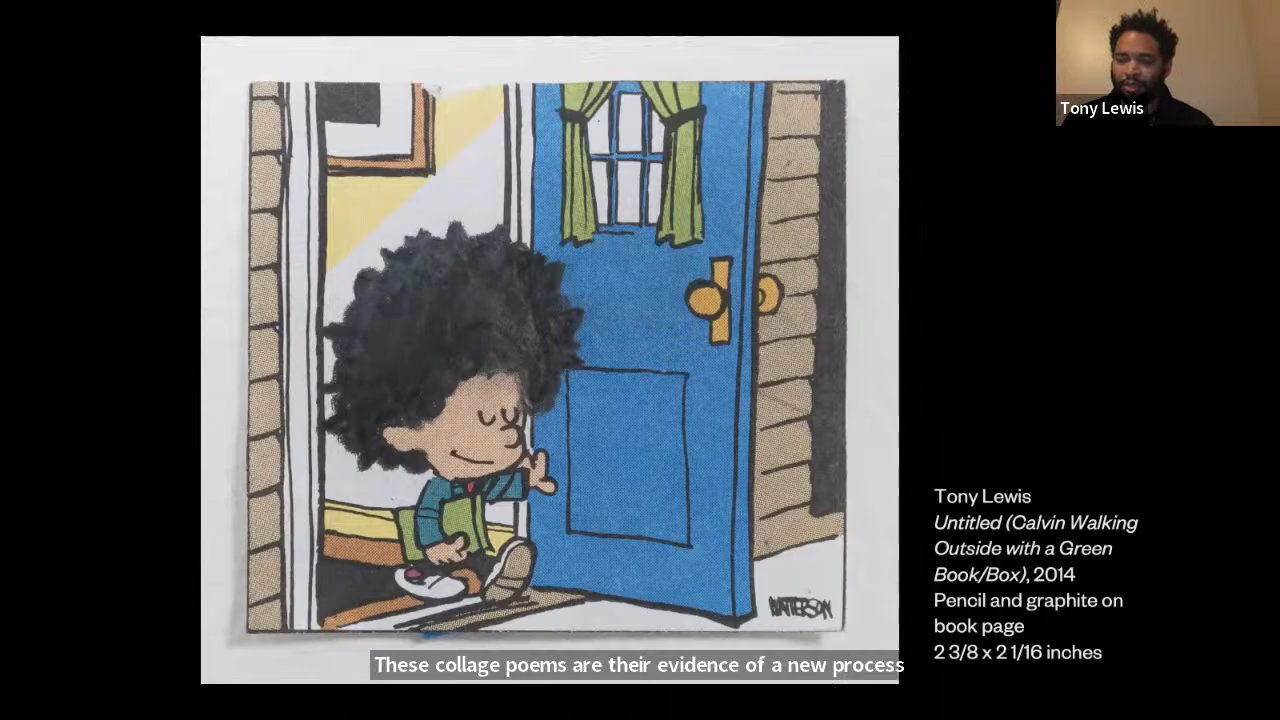 Tony Lewis
Tony Lewis
Untitled (Calvin Walking
Outside with a Green
Book/Box), 2014
Pencil and graphite on
book page
2 3/8 x 2 1/16 inches
WATTERSON
These collage poems are their evidence of a new process